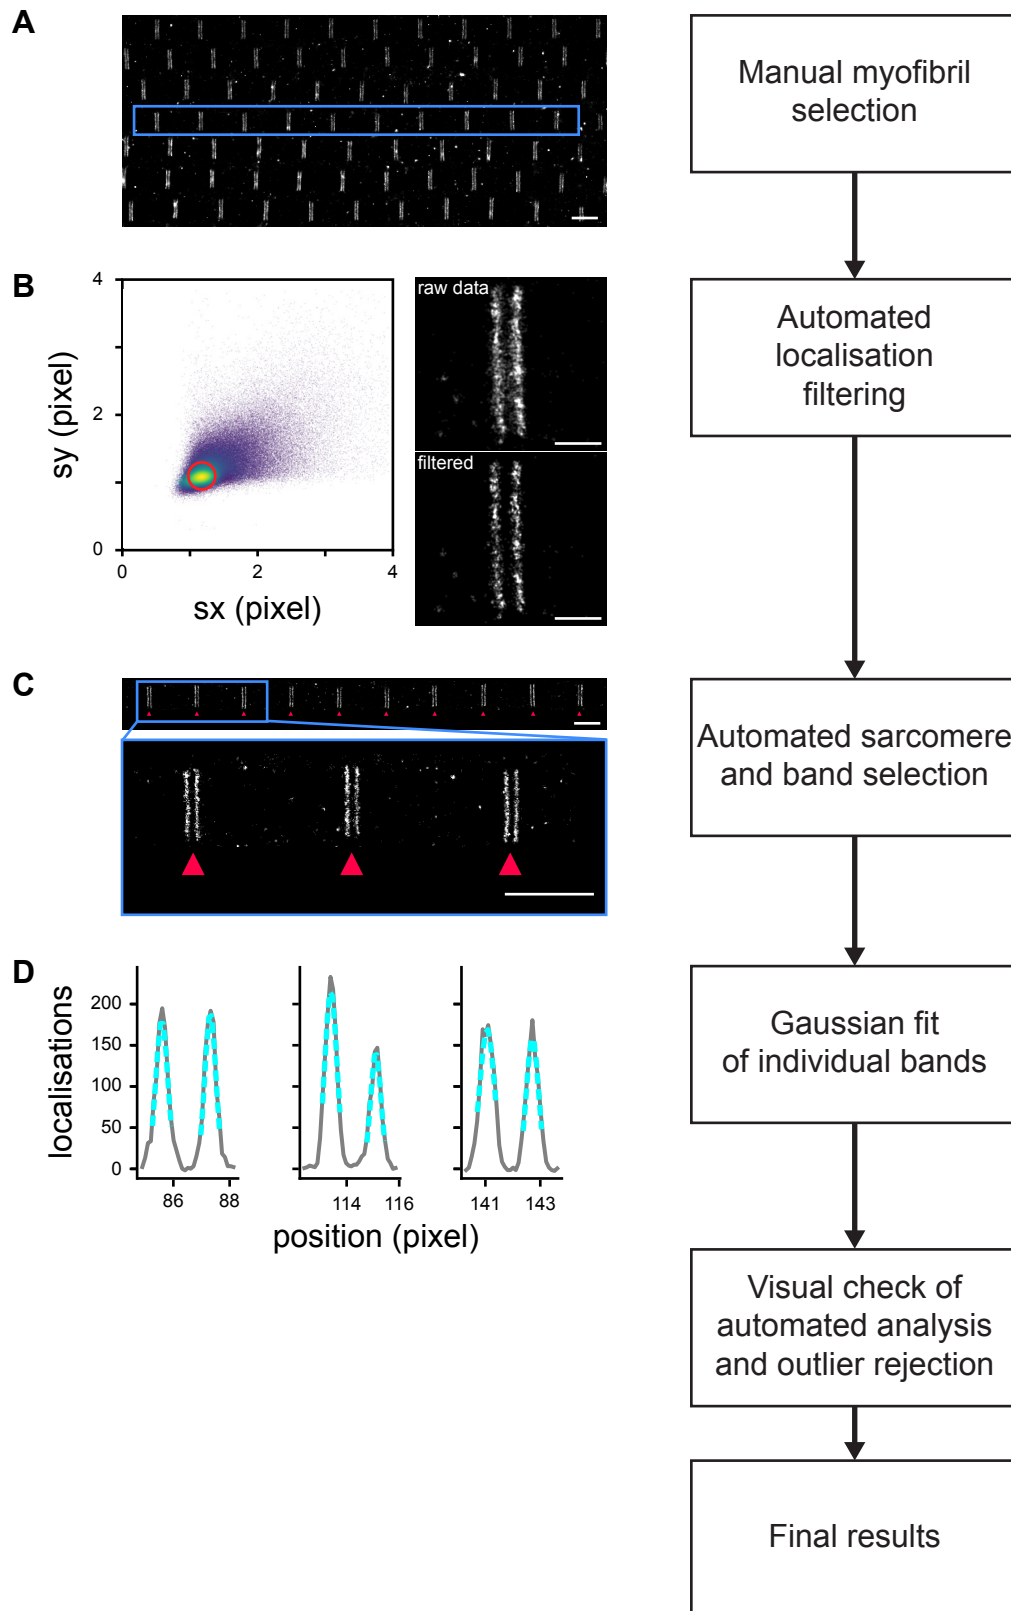 A
Manual myofibril
selection
B
4
2
0
sy (pixel)
0
2
4
sx (pixel)
raw data
filtered
Automated
localisation
filtering
C
Automated sarcomere
and band selection
D
localisations
200
150
100
50
0
86
88
114
116
141
143
position (pixel)
Gaussian fit
of individual bands
Visual check of
automated analysis
and outlier rejection
Final results